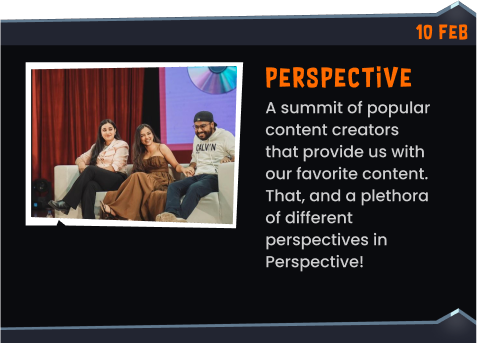 10 FEB
PERSPECTIVE
A summit of popular
content creators
that provide us with
our favorite content.
That, and a plethora
of different
perspectives in
Perspective!
CALVIN